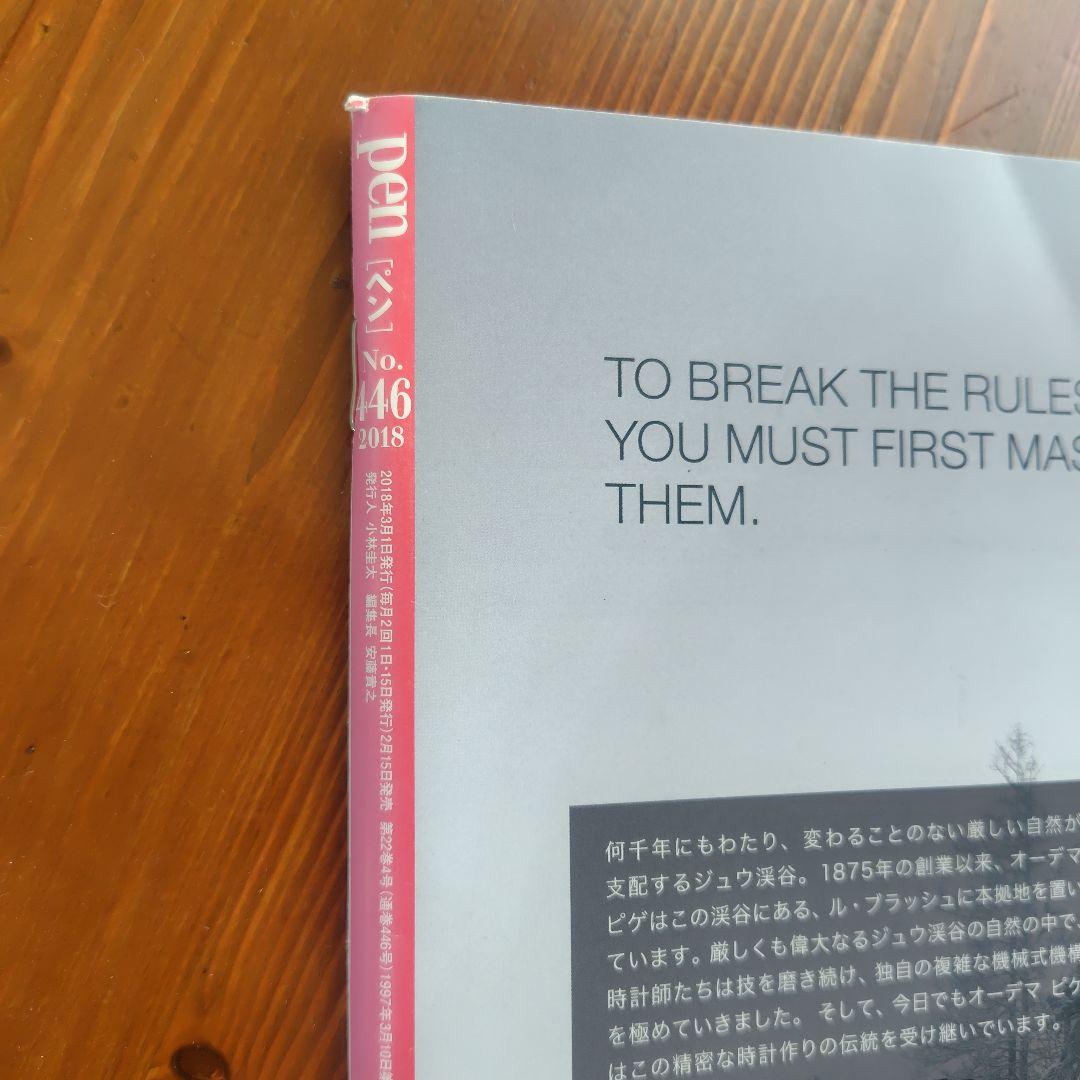 pen
[ペン]
No.
446
2018
2018年3月1日発行(毎月2回1日・15日発行)2月15日発売 第22巻4号(通巻446号)1997年3月10日第
発行人 小林圭太 編集長 安藤貴之
TO BREAK THE RULES
YOU MUST FIRST MAS
THEM.
何千年にもわたり、変わることのない厳しい自然が
支配するジュウ渓谷。1875年の創業以来、オーデマ
ピゲはこの渓谷にある、ル・ブラッシュに本拠地を置い
ています。厳しくも偉大なるジュウ渓谷の自然の中で、
時計師たちは技を磨き続け、独自の複雑な機械式機構
を極めていきました。そして、今日でもオーデマ ピゲ
はこの精密な時計作りの伝統を受け継いでいます。